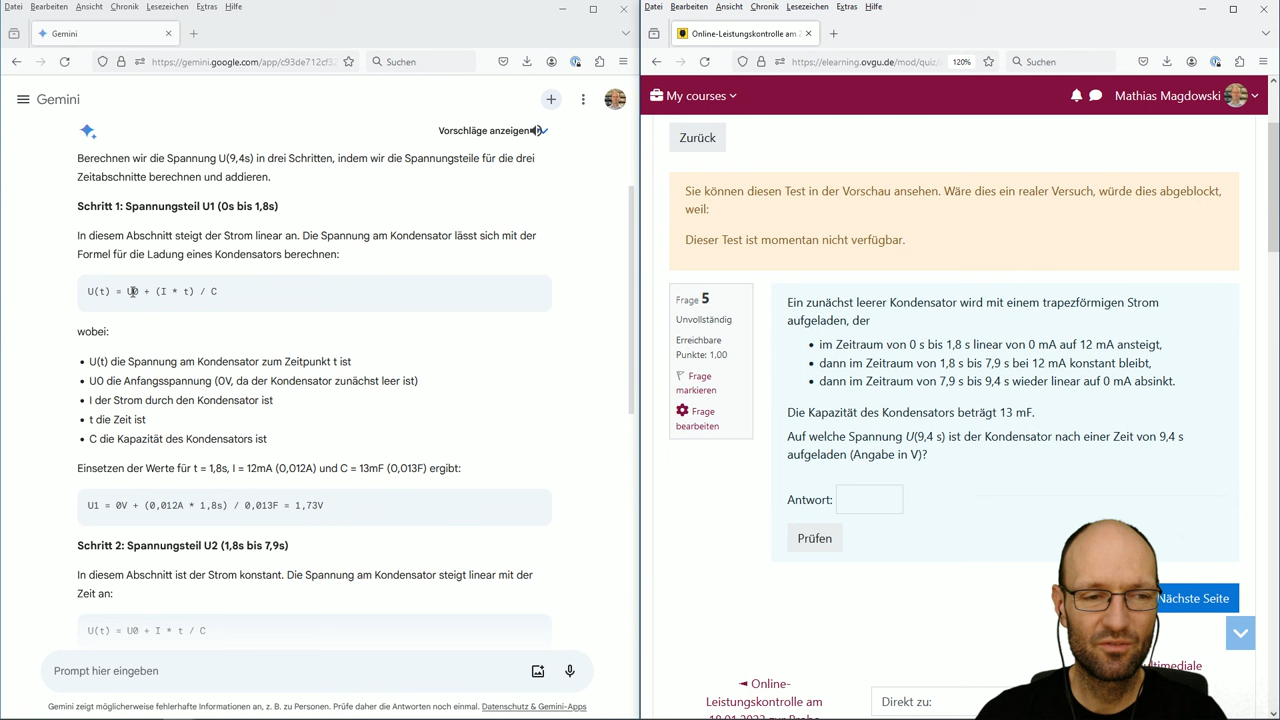 Datei Bearbeiten Ansicht Chronik Lesezeichen Extras Hilfe
Gemini
https://gemini.google.com/app/c93de712cf3
Suchen
Gemini
Vorschläge anzeigen
Berechnen wir die Spannung U(9,4s) in drei Schritten, indem wir die Spannungsteile für die drei
Zeitabschnitte berechnen und addieren.
Schritt 1: Spannungsteil U1 (0s bis 1,8s)
In diesem Abschnitt steigt der Strom linear an. Die Spannung am Kondensator lässt sich mit der
Formel für die Ladung eines Kondensators berechnen:
U(t) = U0 + (I * t) / C
wobei:
• U(t) die Spannung am Kondensator zum Zeitpunkt t ist
• U0 die Anfangsspannung (0V, da der Kondensator zunächst leer ist)
• I der Strom durch den Kondensator ist
• t die Zeit ist
• C die Kapazität des Kondensators ist
Einsetzen der Werte für t = 1,8s, I = 12mA (0,012A) und C = 13mF (0,013F) ergibt:
U1 = 0V + (0,012A * 1,8s) / 0,013F = 1,73V
Schritt 2: Spannungsteil U2 (1,8s bis 7,9s)
In diesem Abschnitt ist der Strom konstant. Die Spannung am Kondensator steigt linear mit der
Zeit an:
U(t) = U0 + I * t / C
Prompt hier eingeben
Gemini zeigt möglicherweise fehlerhafte Informationen an, z. B. zu Personen. Prüfe daher die Antworten noch einmal. Datenschutz & Gemini-Apps
Datei Bearbeiten Ansicht Chronik Lesezeichen Extras Hilfe
Online-Leistungskontrolle am 2
https://elearning.ovgu.de/mod/quiz/
120%
Suchen
My courses
Mathias Magdowski
Zurück
Sie können diesen Test in der Vorschau ansehen. Wäre dies ein realer Versuch, würde dies abgeblockt,
weil:
Dieser Test ist momentan nicht verfügbar.
Frage 5
Unvollständig
Erreichbare
Punkte: 1,00
Frage
markieren
Frage
bearbeiten
Ein zunächst leerer Kondensator wird mit einem trapezförmigen Strom
aufgeladen, der
• im Zeitraum von 0 s bis 1,8 s linear von 0 mA auf 12 mA ansteigt,
• dann im Zeitraum von 1,8 s bis 7,9 s bei 12 mA konstant bleibt,
• dann im Zeitraum von 7,9 s bis 9,4 s wieder linear auf 0 mA absinkt.
Die Kapazität des Kondensators beträgt 13 mF.
Auf welche Spannung U(9,4 s) ist der Kondensator nach einer Zeit von 9,4 s
aufgeladen (Angabe in V)?
Antwort:
Prüfen
Nächste Seite
◄ Online-
Leistungskontrolle am
18.01.2023 zur Probe
Direkt zu: